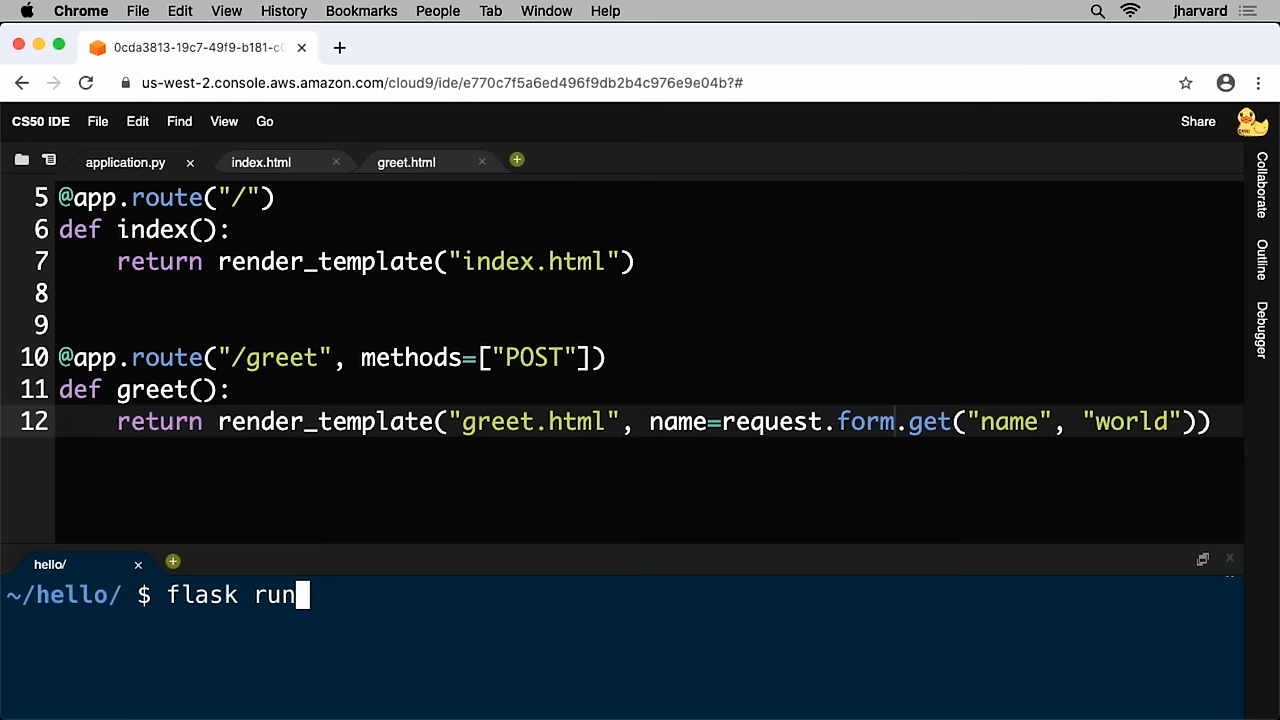 Chrome File Edit View History Bookmarks People Tab Window Help jharvard
0cda3813-19c7-49f9-b181-c0
us-west-2.console.aws.amazon.com/cloud9/ide/e770c7f5a6ed496f9db2b4c976e9e04b?#
CS50 IDE File Edit Find View Go Share
application.py index.html greet.html
5 @app.route("/")
6 def index():
7     return render_template("index.html")
8
9
10 @app.route("/greet", methods=["POST"])
11 def greet():
12     return render_template("greet.html", name=request.form.get("name", "world"))
Collaborate
Outline
Debugger
hello/
~/hello/ $ flask run